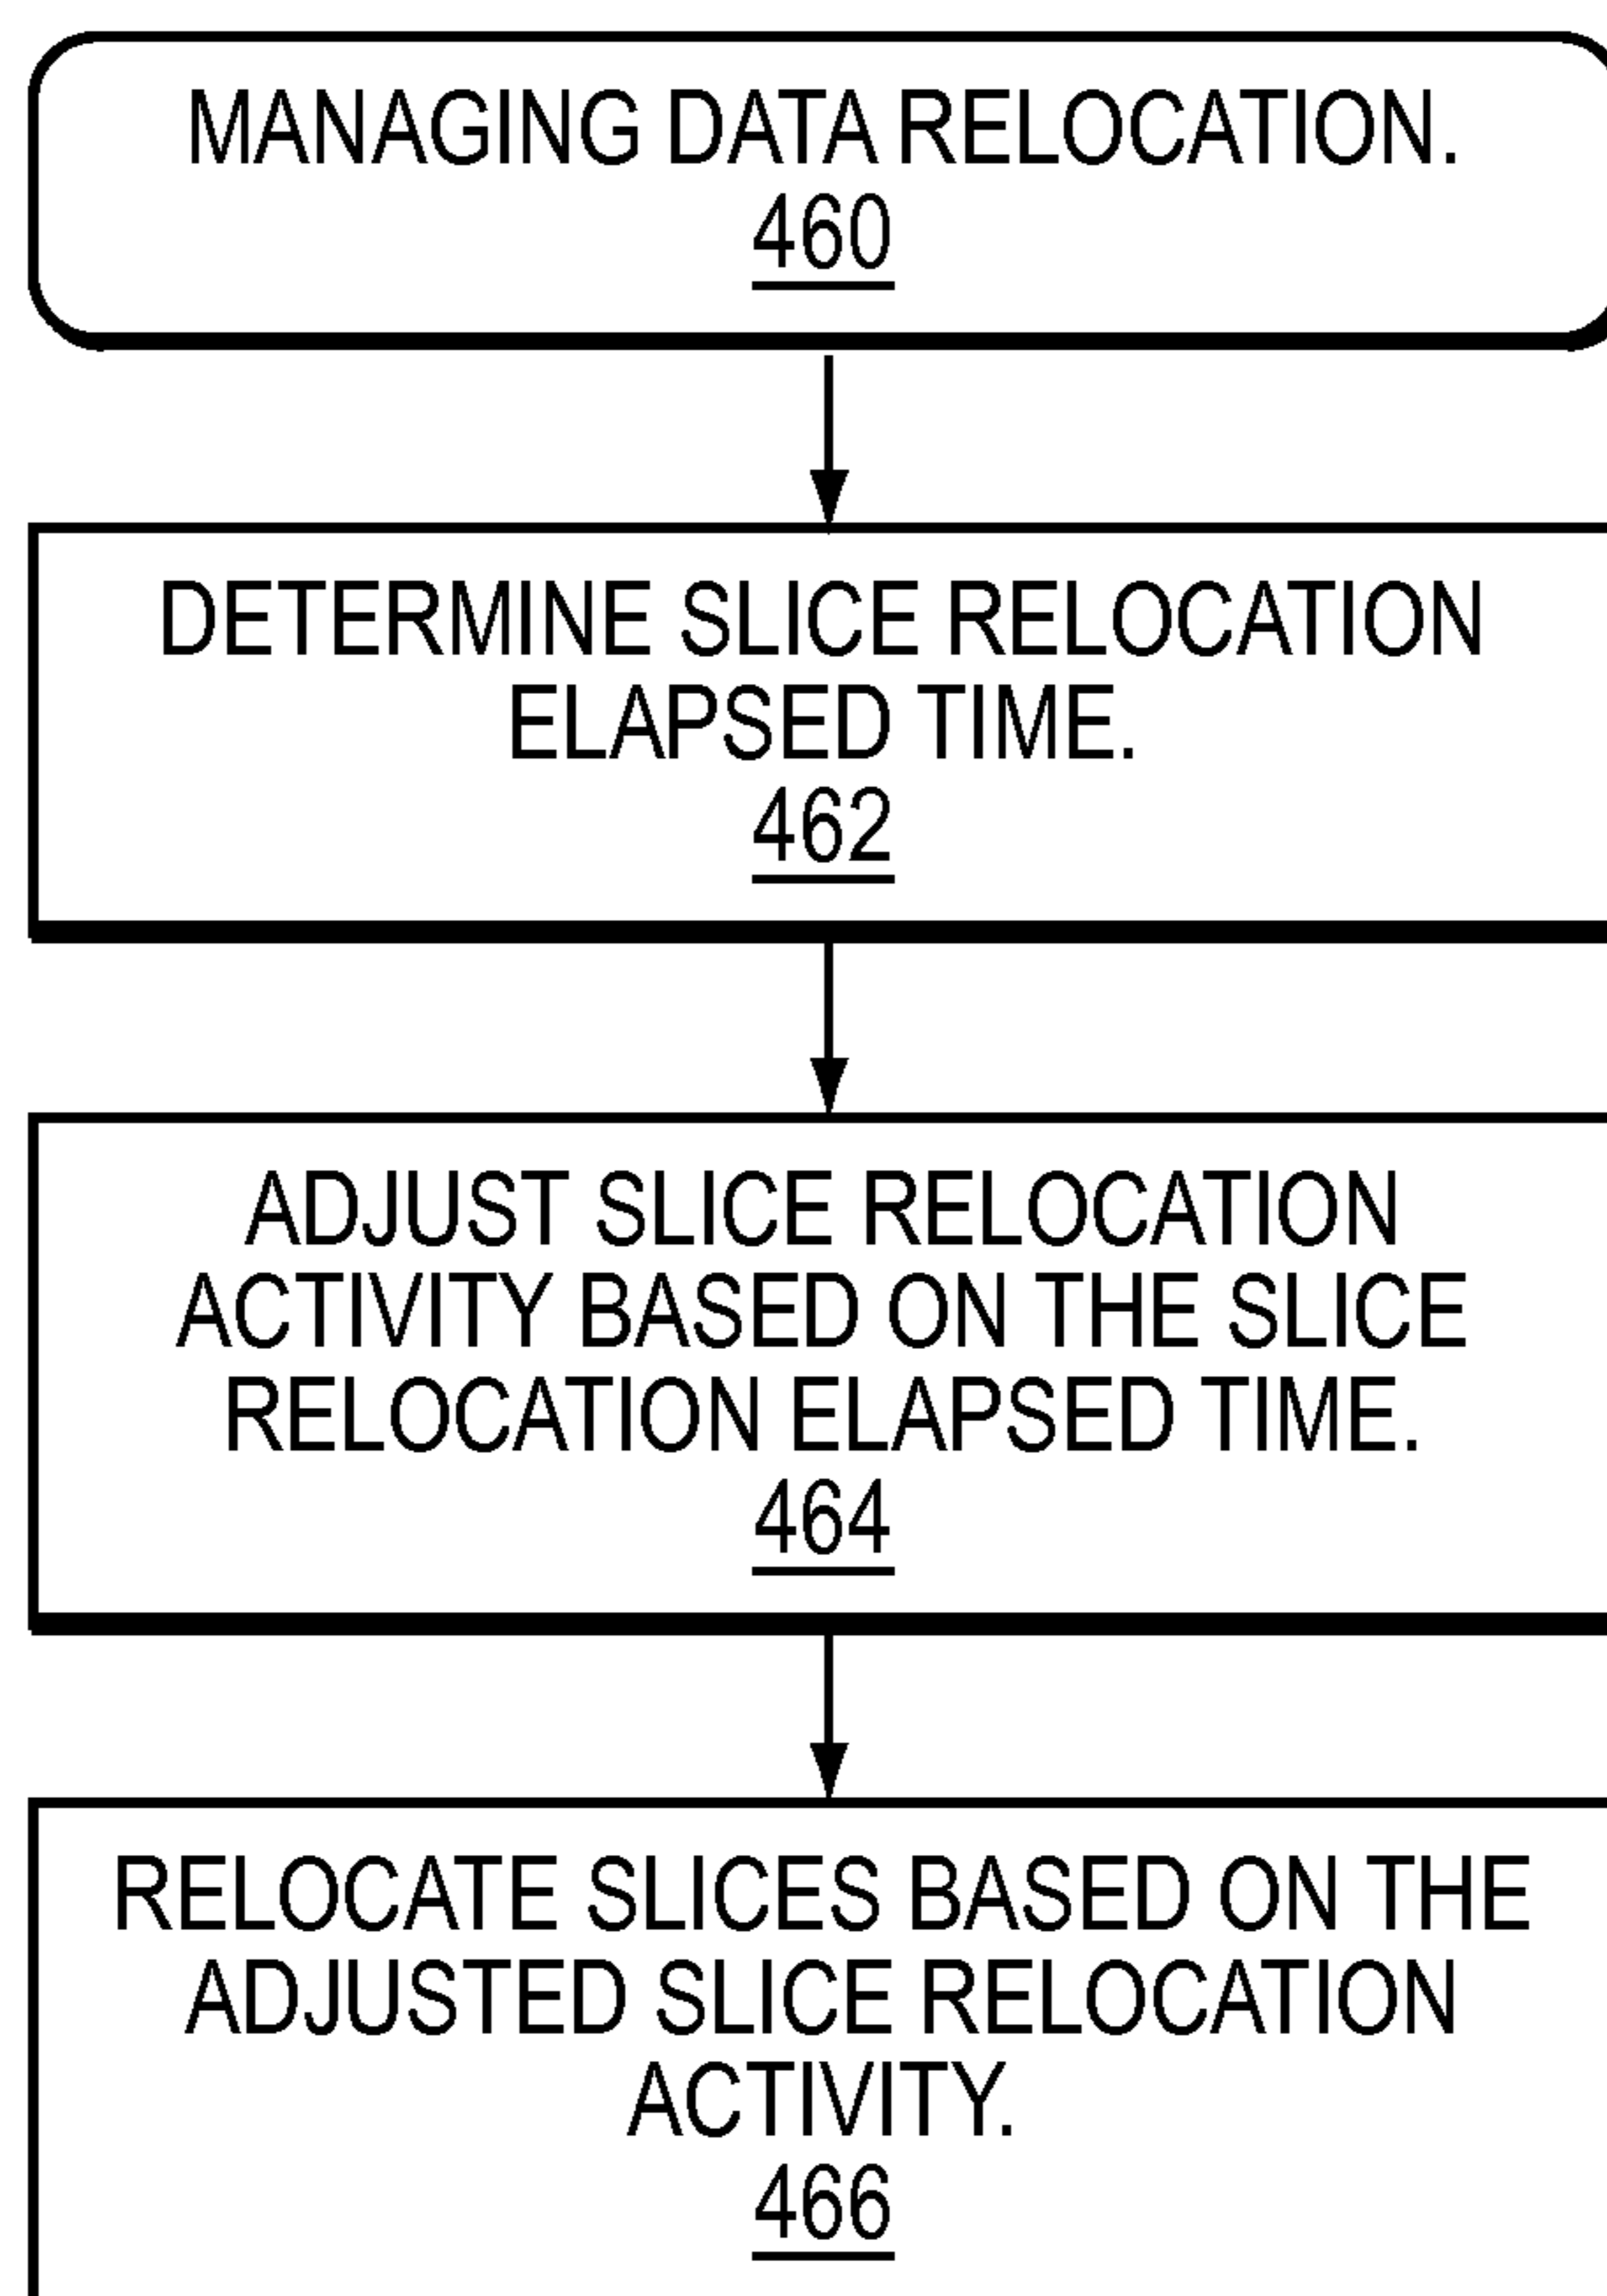 MANAGING DATA RELOCATION.
460
DETERMINE SLICE RELOCATION
ELAPSED TIME.
462
ADJUST SLICE RELOCATION
ACTIVITY BASED ON THE SLICE
RELOCATION ELAPSED TIME.
464
RELOCATE SLICES BASED ON THE
ADJUSTED SLICE RELOCATION
ACTIVITY.
466